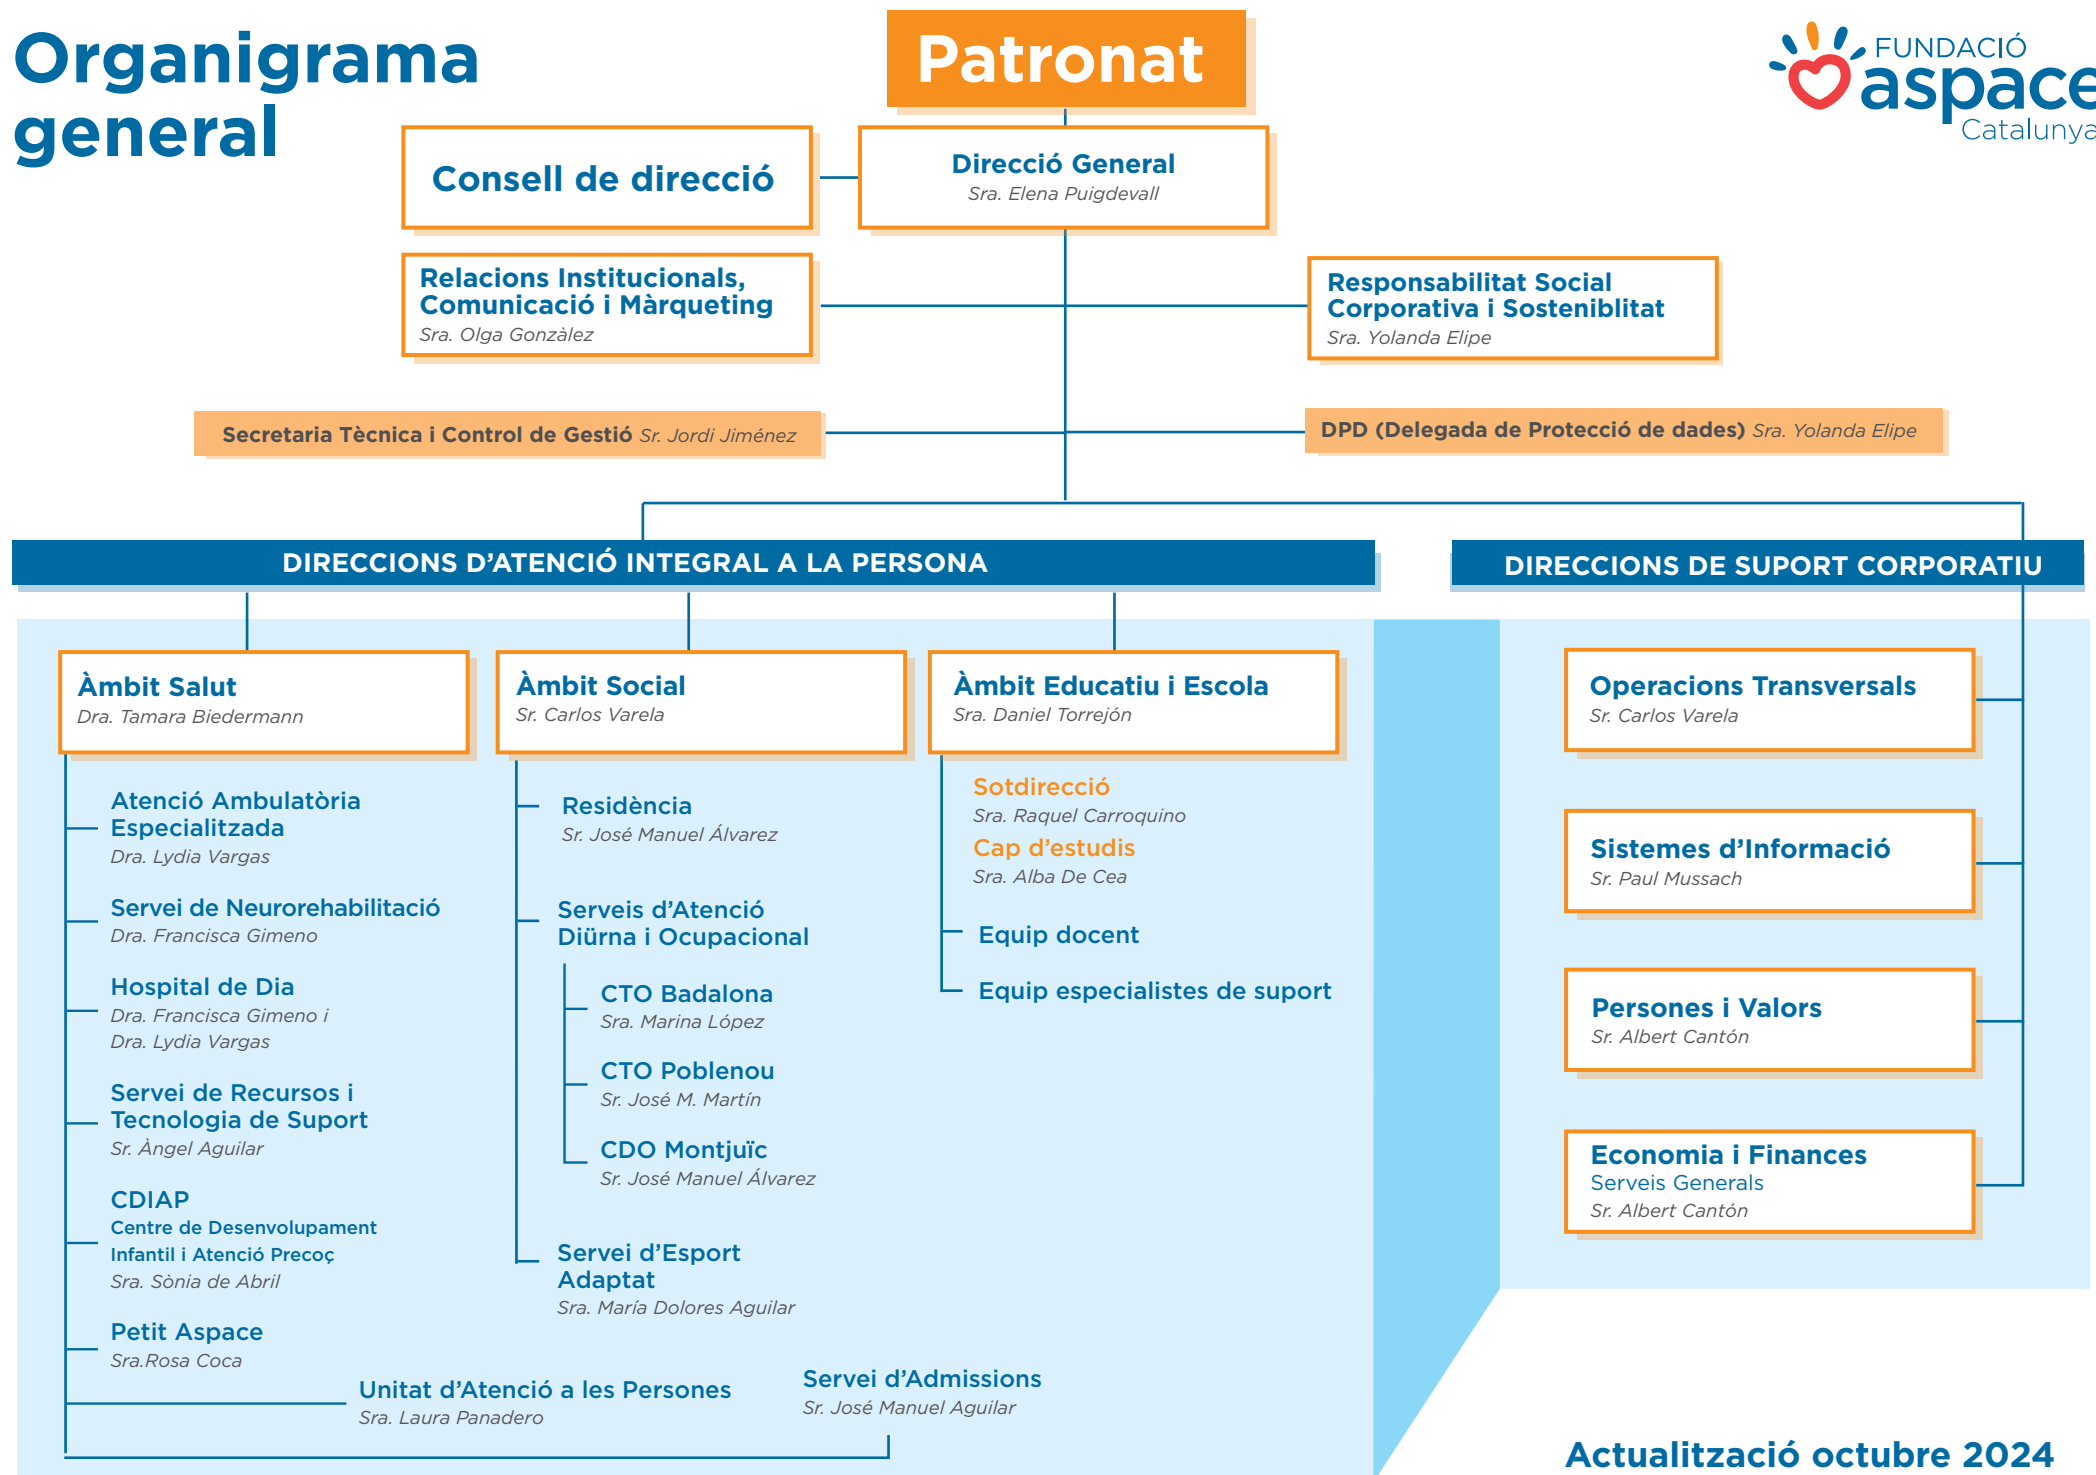 Organigrama
general
Patronat
FUNDACIÓ
aspace
Catalunya
Consell de direcció
Direcció General
Sra. Elena Puigdevall
Relacions Institucionals,
Comunicació i Màrqueting
Sra. Olga Gonzàlez
Responsabilitat Social
Corporativa i Sosteniblitat
Sra. Yolanda Elipe
Secretaria Tècnica i Control de Gestió Sr. Jordi Jiménez
DPD (Delegada de Protecció de dades) Sra. Yolanda Elipe
DIRECCIONS D’ATENCIÓ INTEGRAL A LA PERSONA
DIRECCIONS DE SUPORT CORPORATIU
Àmbit Salut
Dra. Tamara Biedermann
Atenció Ambulatòria
Especialitzada
Dra. Lydia Vargas
Servei de Neurorehabilitació
Dra. Francisca Gimeno
Hospital de Dia
Dra. Francisca Gimeno i
Dra. Lydia Vargas
Servei de Recursos i
Tecnologia de Suport
Sr. Àngel Aguilar
CDIAP
Centre de Desenvolupament
Infantil i Atenció Precoç
Sra. Sònia de Abril
Petit Aspace
Sra.Rosa Coca
Unitat d’Atenció a les Persones
Sra. Laura Panadero
Servei d’Admissions
Sr. José Manuel Aguilar
Àmbit Social
Sr. Carlos Varela
Residència
Sr. José Manuel Álvarez
Serveis d’Atenció
Diürna i Ocupacional
CTO Badalona
Sra. Marina López
CTO Poblenou
Sr. José M. Martín
CDO Montjuïc
Sr. José Manuel Álvarez
Servei d’Esport
Adaptat
Sra. María Dolores Aguilar
Àmbit Educatiu i Escola
Sra. Daniel Torrejón
Sotdirecció
Sra. Raquel Carroquino
Cap d’estudis
Sra. Alba De Cea
Equip docent
Equip especialistes de suport
Operacions Transversals
Sr. Carlos Varela
Sistemes d’Informació
Sr. Paul Mussach
Persones i Valors
Sr. Albert Cantón
Economia i Finances
Serveis Generals
Sr. Albert Cantón
Actualització octubre 2024